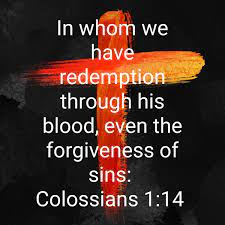 In whom we
have
redemption
through his
blood, even the
forgiveness of
sins:
Colossians 1:14